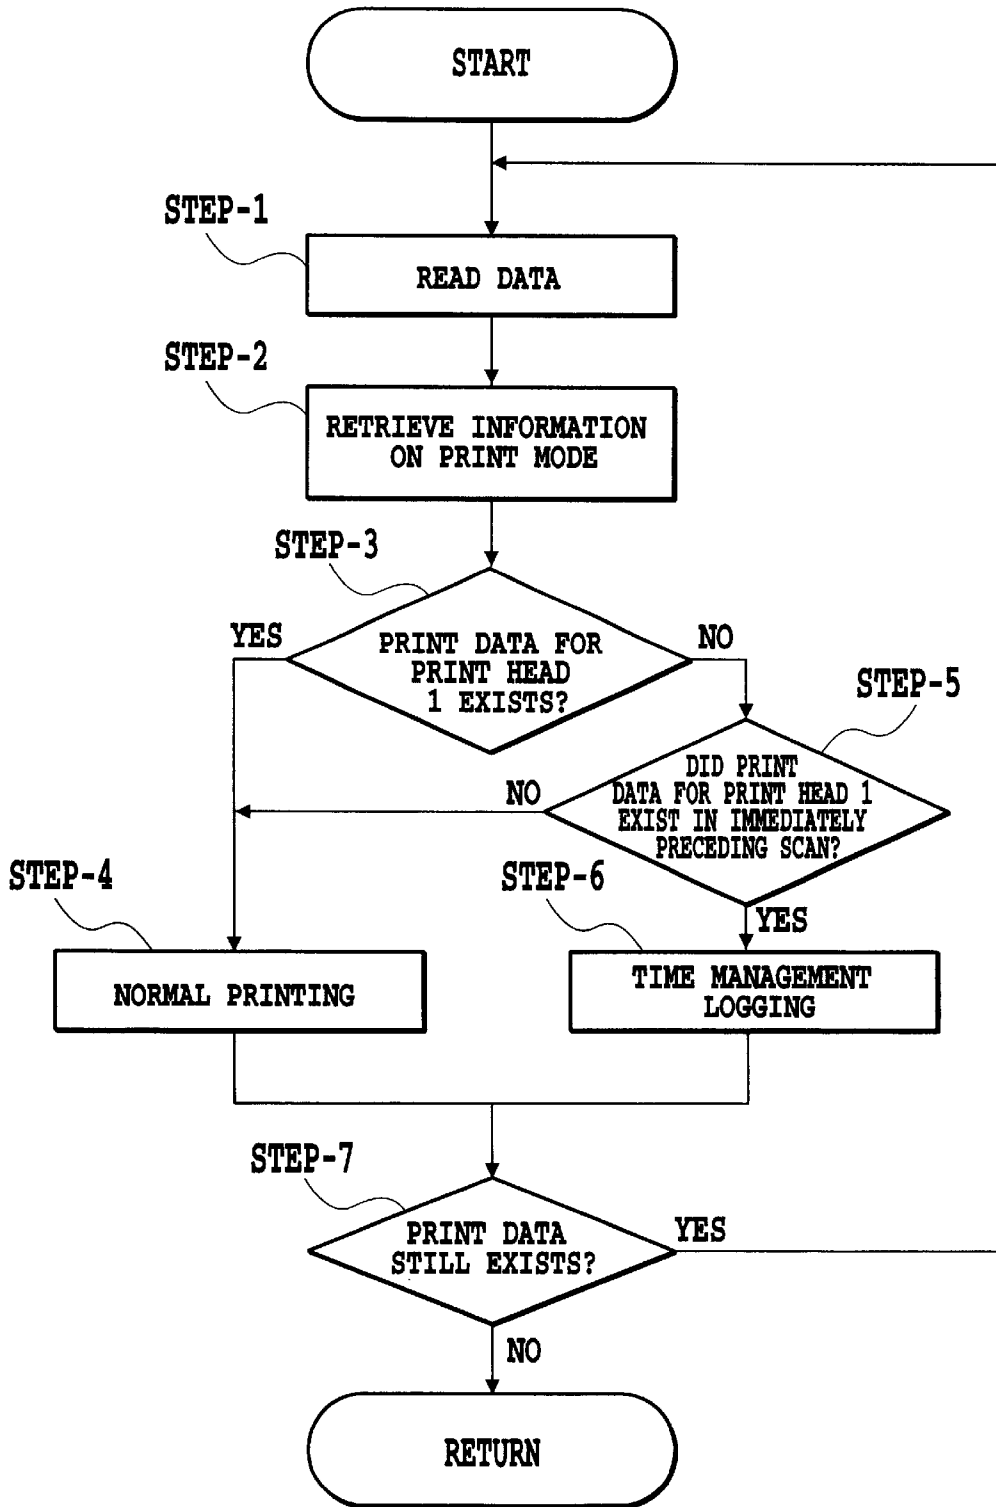 START
STEP-1
READ DATA
STEP-2
RETRIEVE INFORMATION
ON PRINT MODE
STEP-3
YES
PRINT DATA FOR
PRINT HEAD
1 EXISTS?
NO
STEP-5
DID PRINT
DATA FOR PRINT HEAD 1
EXIST IN IMMEDIATELY
PRECEDING SCAN?
NO
YES
STEP-4
NORMAL PRINTING
STEP-6
TIME MANAGEMENT
LOGGING
STEP-7
PRINT DATA
STILL EXISTS?
YES
NO
RETURN